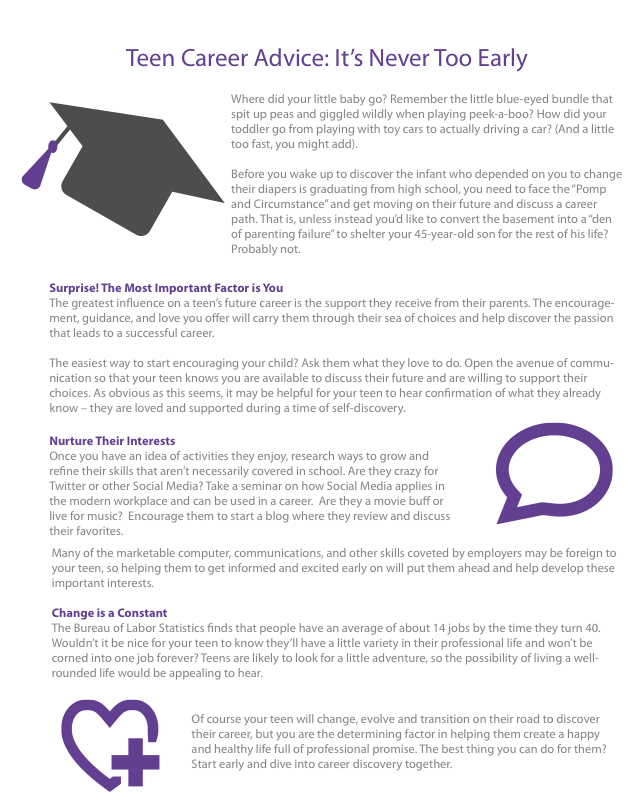 Teen Career Advice: It's Never Too Early
Where did your little baby go? Remember the little blue-eyed bundle that
spit up peas and giggled wildly when playing peek-a-boo? How did your
toddler go from playing with toy cars to actually driving a car? (And a little
too fast, you might add).
Before you wake up to discover the infant who depended on you to change
their diapers is graduating from high school, you need to face the “Pomp
and Circumstance” and get moving on their future and discuss a career
path. That is, unless instead you’d like to convert the basement into a “den
of parenting failure” to shelter your 45-year-old son for the rest of his life?
Probably not.
Surprise! The Most Important Factor is You
The greatest influence on a teen’s future career is the support they receive from their parents. The encourage-
ment, guidance, and love you offer will carry them through their sea of choices and help discover the passion
that leads to a successful career.
The easiest way to start encouraging your child? Ask them what they love to do. Open the avenue of commu-
nication so that your teen knows you are available to discuss their future and are willing to support their
choices. As obvious as this seems, it may be helpful for your teen to hear confirmation of what they already
know – they are loved and supported during a time of self-discovery.
Nurture Their Interests
Once you have an idea of activities they enjoy, research ways to grow and
refine their skills that aren’t necessarily covered in school. Are they crazy for
Twitter or other Social Media? Take a seminar on how Social Media applies in
the modern workplace and can be used in a career.  Are they a movie buff or
live for music?  Encourage them to start a blog where they review and discuss
their favorites.
Many of the marketable computer, communications, and other skills coveted by employers may be foreign to
your teen, so helping them to get informed and excited early on will put them ahead and help develop these
important interests.
Change is a Constant
The Bureau of Labor Statistics finds that people have an average of about 14 jobs by the time they turn 40.
Wouldn’t it be nice for your teen to know they’ll have a little variety in their professional life and won’t be
corned into one job forever? Teens are likely to look for a little adventure, so the possibility of living a well-
rounded life would be appealing to hear.
Of course your teen will change, evolve and transition on their road to discover
their career, but you are the determining factor in helping them create a happy
and healthy life full of professional promise. The best thing you can do for them?
Start early and dive into career discovery together.